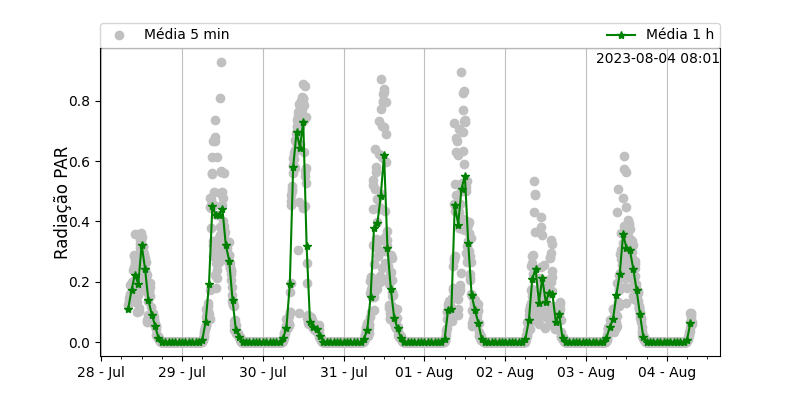 Média 5 min
Média 1 h
2023-08-04 08:01
Radiação PAR
0.8
0.6
0.4
0.2
0.0
28 - Jul
29 - Jul
30 - Jul
31 - Jul
01 - Aug
02 - Aug
03 - Aug
04 - Aug